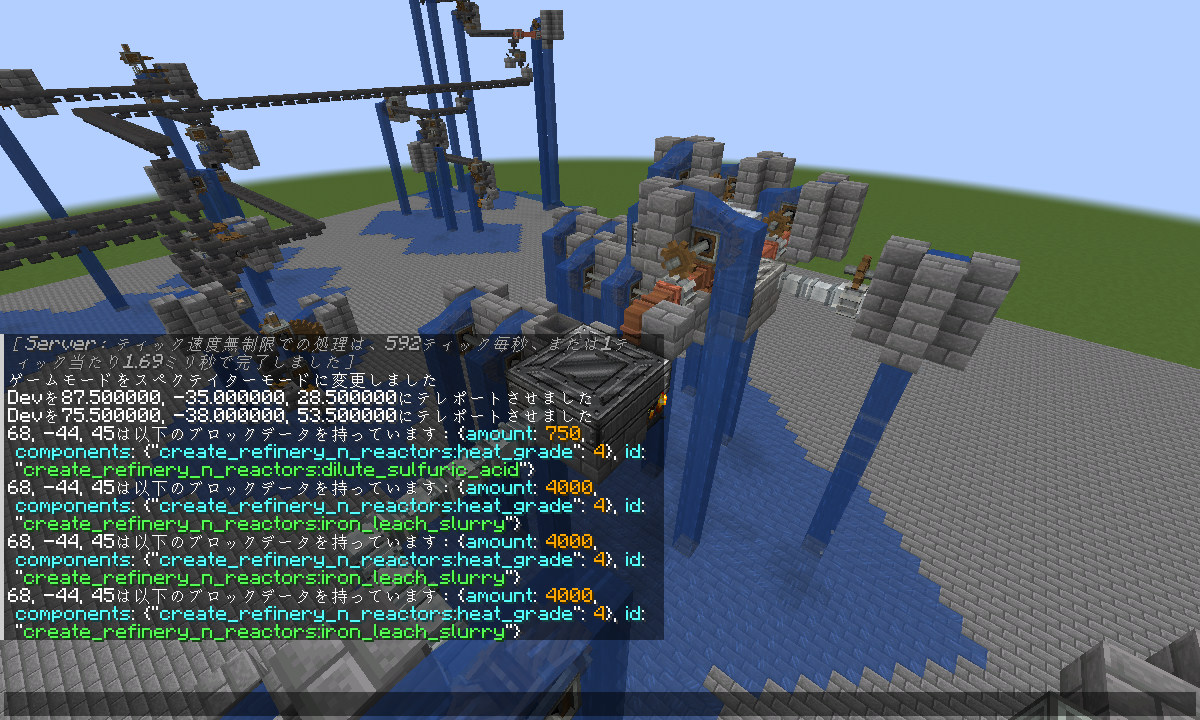 [Server: ティック速度無制限での処理は、592ティック毎秒、または1テ
ィック当たり1.69ミリ秒で完了しました]
ゲームモードをスペクテイターモードに変更しました
Devを87.500000, -35.000000, 28.500000にテレポートさせました
Devを75.500000, -38.000000, 53.500000にテレポートさせました
68, -44, 45は以下のブロックデータを持っています: {amount: 750,
components: {"create_refinery_n_reactors:heat_grade": 4}, id:
"create_refinery_n_reactors:dilute_sulfuric_acid"}
68, -44, 45は以下のブロックデータを持っています: {amount: 4000,
components: {"create_refinery_n_reactors:heat_grade": 4}, id:
"create_refinery_n_reactors:iron_leach_slurry"}
68, -44, 45は以下のブロックデータを持っています: {amount: 4000,
components: {"create_refinery_n_reactors:heat_grade": 4}, id:
"create_refinery_n_reactors:iron_leach_slurry"}
68, -44, 45は以下のブロックデータを持っています: {amount: 4000,
components: {"create_refinery_n_reactors:heat_grade": 4}, id:
"create_refinery_n_reactors:iron_leach_slurry"}